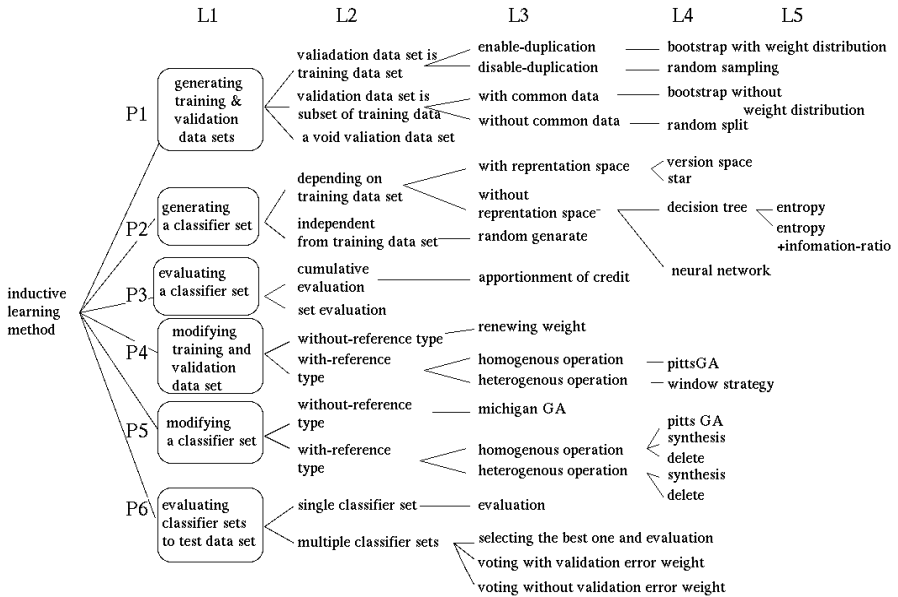 L1 L2 L3 L4 L5
inductive
learning
method
P1
generating
training &
validation
data sets
valiadation data set is
training data set
enable-duplication
bootstrap with weight distribution
disable-duplication
random sampling
validation data set is
subset of training data
with common data
bootstrap without
weight distribution
without common data
random split
a void valiation data set
P2
generating
a classifier set
depending on
training data set
with reprentation space
version space
star
without
reprentation space
decision tree
entropy
entropy
+infomation-ratio
neural network
independent
from training data set
random genarate
P3
evaluating
a classifier set
cumulative
evaluation
apportionment of credit
set evaluation
P4
modifying
training and
validation
data set
without-reference type
renewing weight
with-reference
type
homogenous operation
pittsGA
heterogenous operation
window strategy
P5
modifying
a classifier set
without-reference
type
michigan GA
with-reference
type
homogenous operation
pitts GA
synthesis
delete
heterogenous operation
synthesis
delete
P6
evaluating
classifier sets
to test data set
single classifier set
evaluation
multiple classifier sets
selecting the best one and evaluation
voting with validation error weight
voting without validation error weight